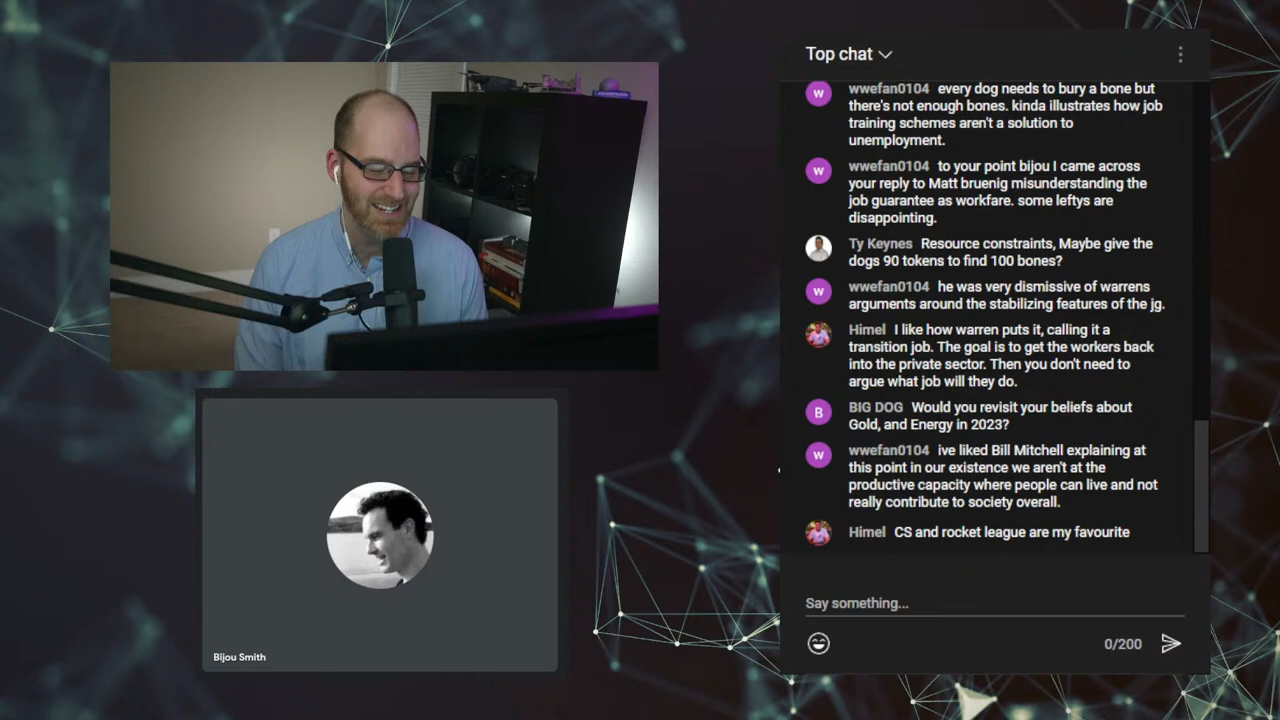 Top chat
W
wwefan0104 every dog needs to bury a bone but
there's not enough bones. kinda illustrates how job
training schemes aren't a solution to
unemployment.
W
wwefan0104 to your point bijou I came across
your reply to Matt bruenig misunderstanding the
job guarantee as workfare. some leftys are
disappointing.
Ty Keynes Resource constraints, Maybe give the
dogs 90 tokens to find 100 bones?
W
wwefan0104 he was very dismissive of warrens
arguments around the stabilizing features of the jg.
Himel I like how warren puts it, calling it a
transition job. The goal is to get the workers back
into the private sector. Then you don't need to
argue what job will they do.
B
BIG DOG Would you revisit your beliefs about
Gold, and Energy in 2023?
W
wwefan0104 ive liked Bill Mitchell explaining at
this point in our existence we aren't at the
productive capacity where people can live and not
really contribute to society overall.
Himel CS and rocket league are my favourite
Say something...
0/200
Bijou Smith